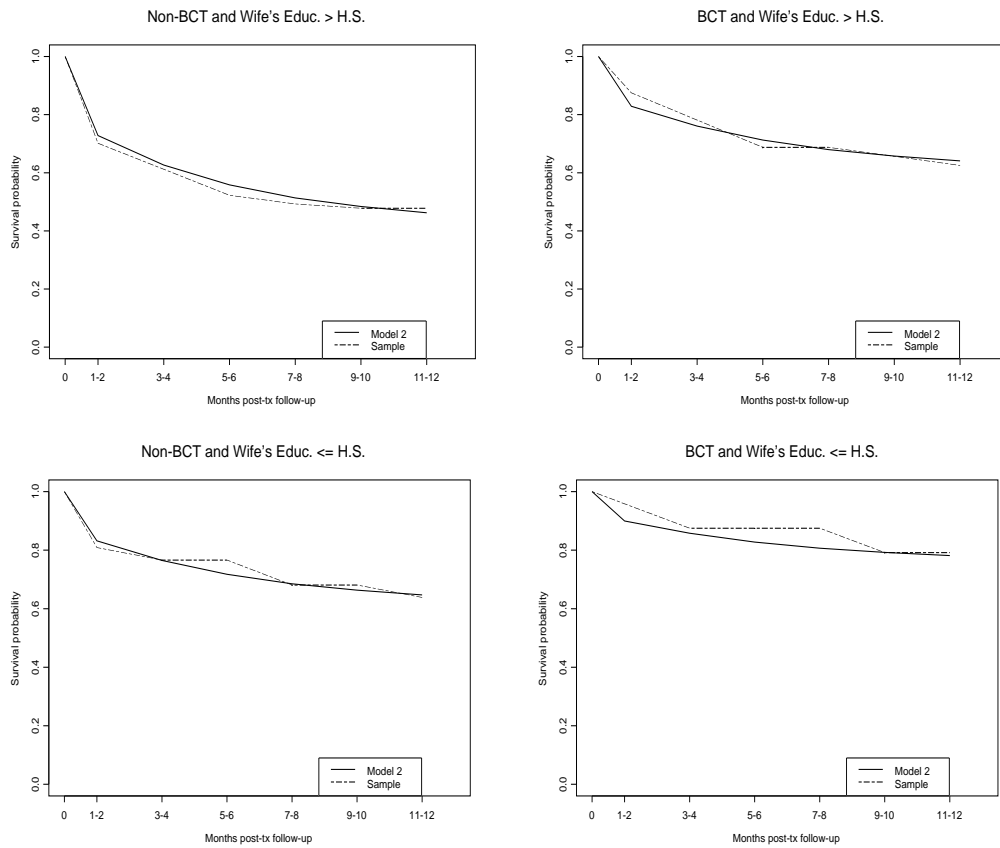 Non-BCT and Wife's Educ. > H.S.
Survival probability
1.0
0.8
0.6
0.4
0.2
0.0
Model 2
Sample
0 1-2 3-4 5-6 7-8 9-10 11-12
Months post-tx follow-up
BCT and Wife's Educ. > H.S.
Survival probability
1.0
0.8
0.6
0.4
0.2
0.0
Model 2
Sample
0 1-2 3-4 5-6 7-8 9-10 11-12
Months post-tx follow-up
Non-BCT and Wife's Educ. <= H.S.
Survival probability
1.0
0.8
0.6
0.4
0.2
0.0
Model 2
Sample
0 1-2 3-4 5-6 7-8 9-10 11-12
Months post-tx follow-up
BCT and Wife's Educ. <= H.S.
Survival probability
1.0
0.8
0.6
0.4
0.2
0.0
Model 2
Sample
0 1-2 3-4 5-6 7-8 9-10 11-12
Months post-tx follow-up